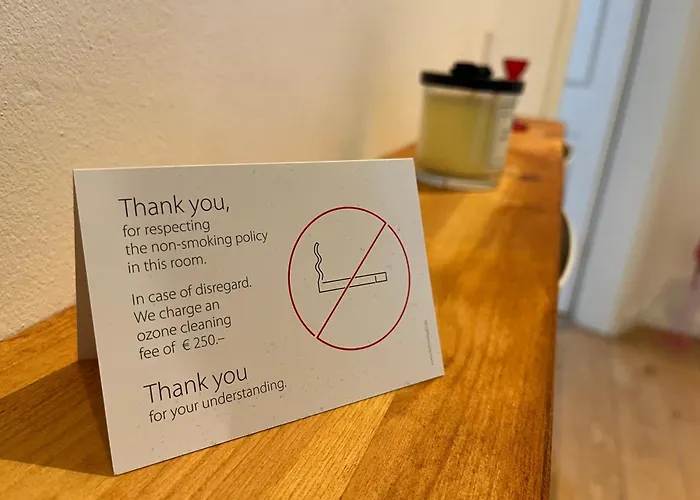 Thank you,
for respecting
the non-smoking policy
in this room.
In case of disregard.
We charge an
ozone cleaning
fee of € 250.–
Thank you
for your understanding.